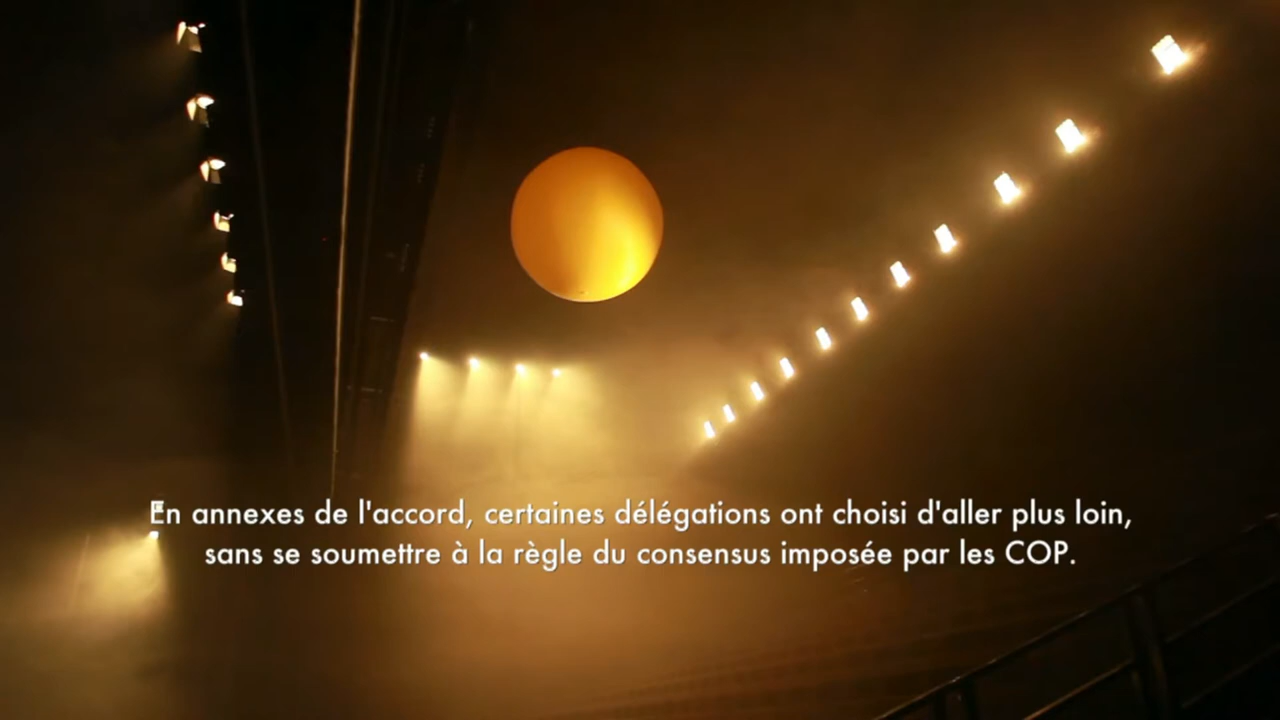 En annexes de l'accord, certaines délégations ont choisi d'aller plus loin,
sans se soumettre à la règle du consensus imposée par les COP.